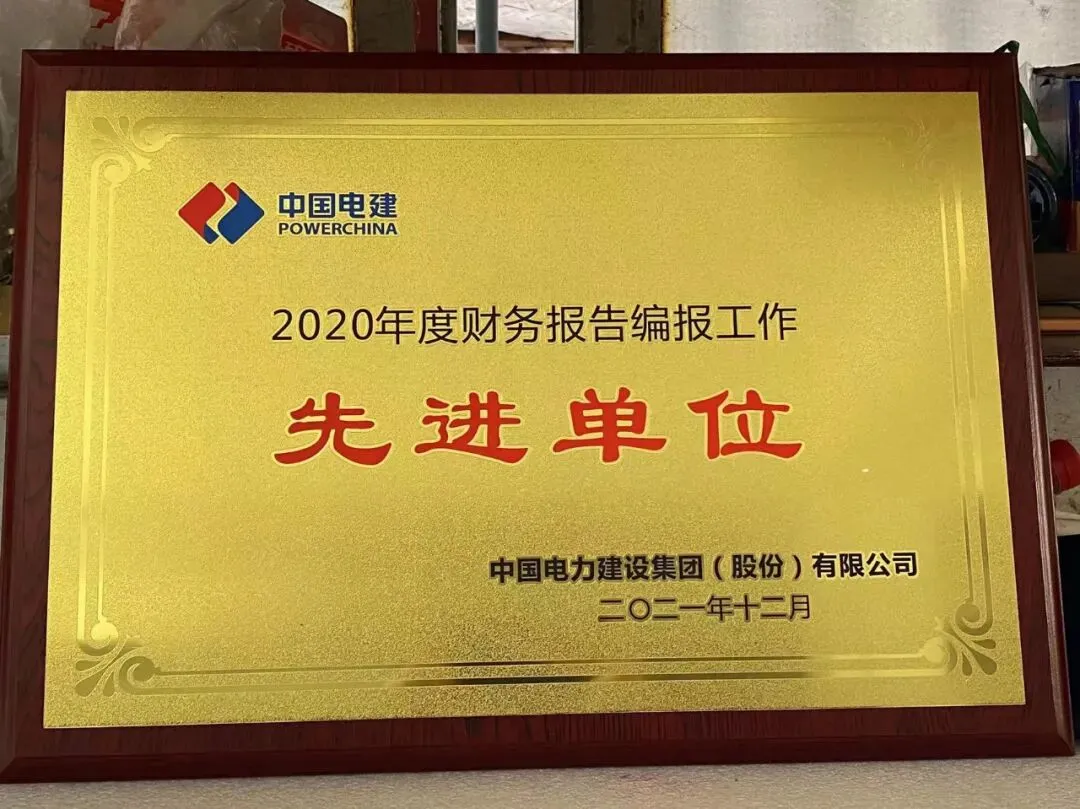 中国电建
POWERCHINA
2020年度财务报告编报工作
先进单位
中国电力建设集团（股份）有限公司
二〇二一年十二月